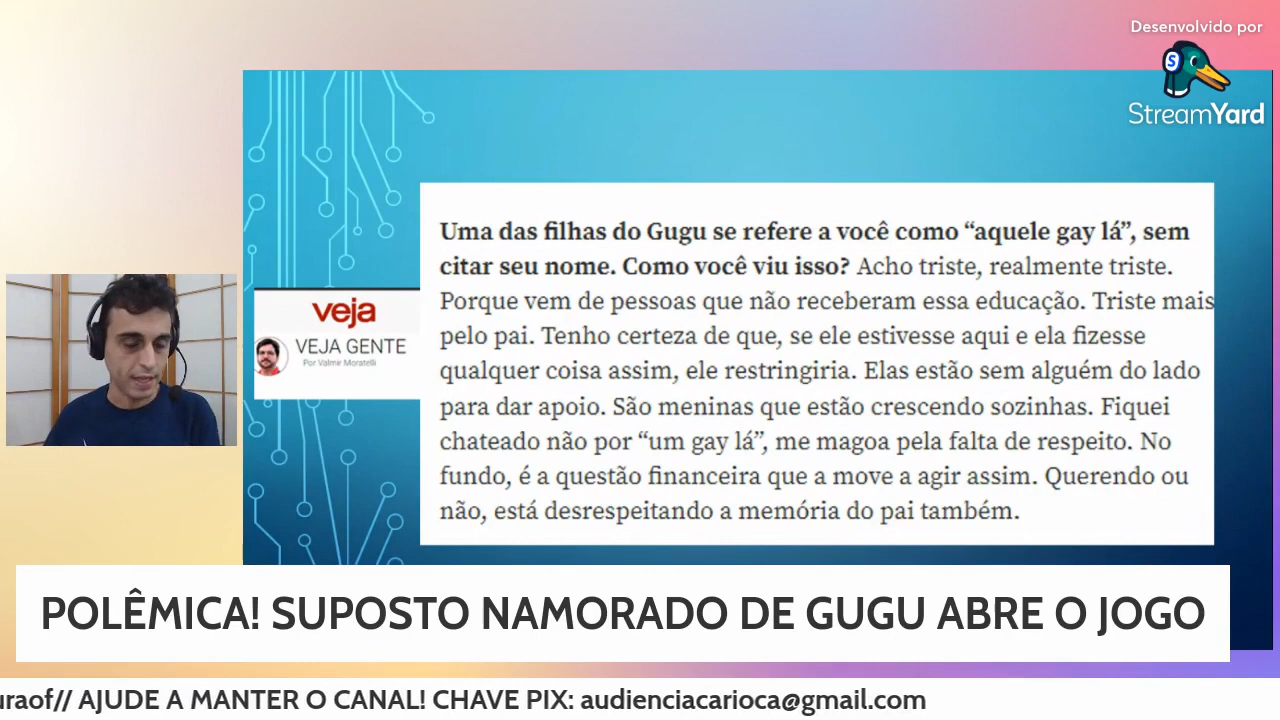 Desenvolvido por
StreamYard
Uma das filhas do Gugu se refere a você como “aquele gay lá”, sem
citar seu nome. Como você viu isso? Acho triste, realmente triste.
Porque vem de pessoas que não receberam essa educação. Triste mais
pelo pai. Tenho certeza de que, se ele estivesse aqui e ela fizesse
qualquer coisa assim, ele restringiria. Elas estão sem alguém do lado
para dar apoio. São meninas que estão crescendo sozinhas. Fiquei
chateado não por “um gay lá”, me magoa pela falta de respeito. No
fundo, é a questão financeira que a move a agir assim. Querendo ou
não, está desrespeitando a memória do pai também.
veja
VEJA GENTE
Por Valmir Moratelli
POLÊMICA! SUPOSTO NAMORADO DE GUGU ABRE O JOGO
uraof// AJUDE A MANTER O CANAL! CHAVE PIX: audienciacarioca@gmail.com